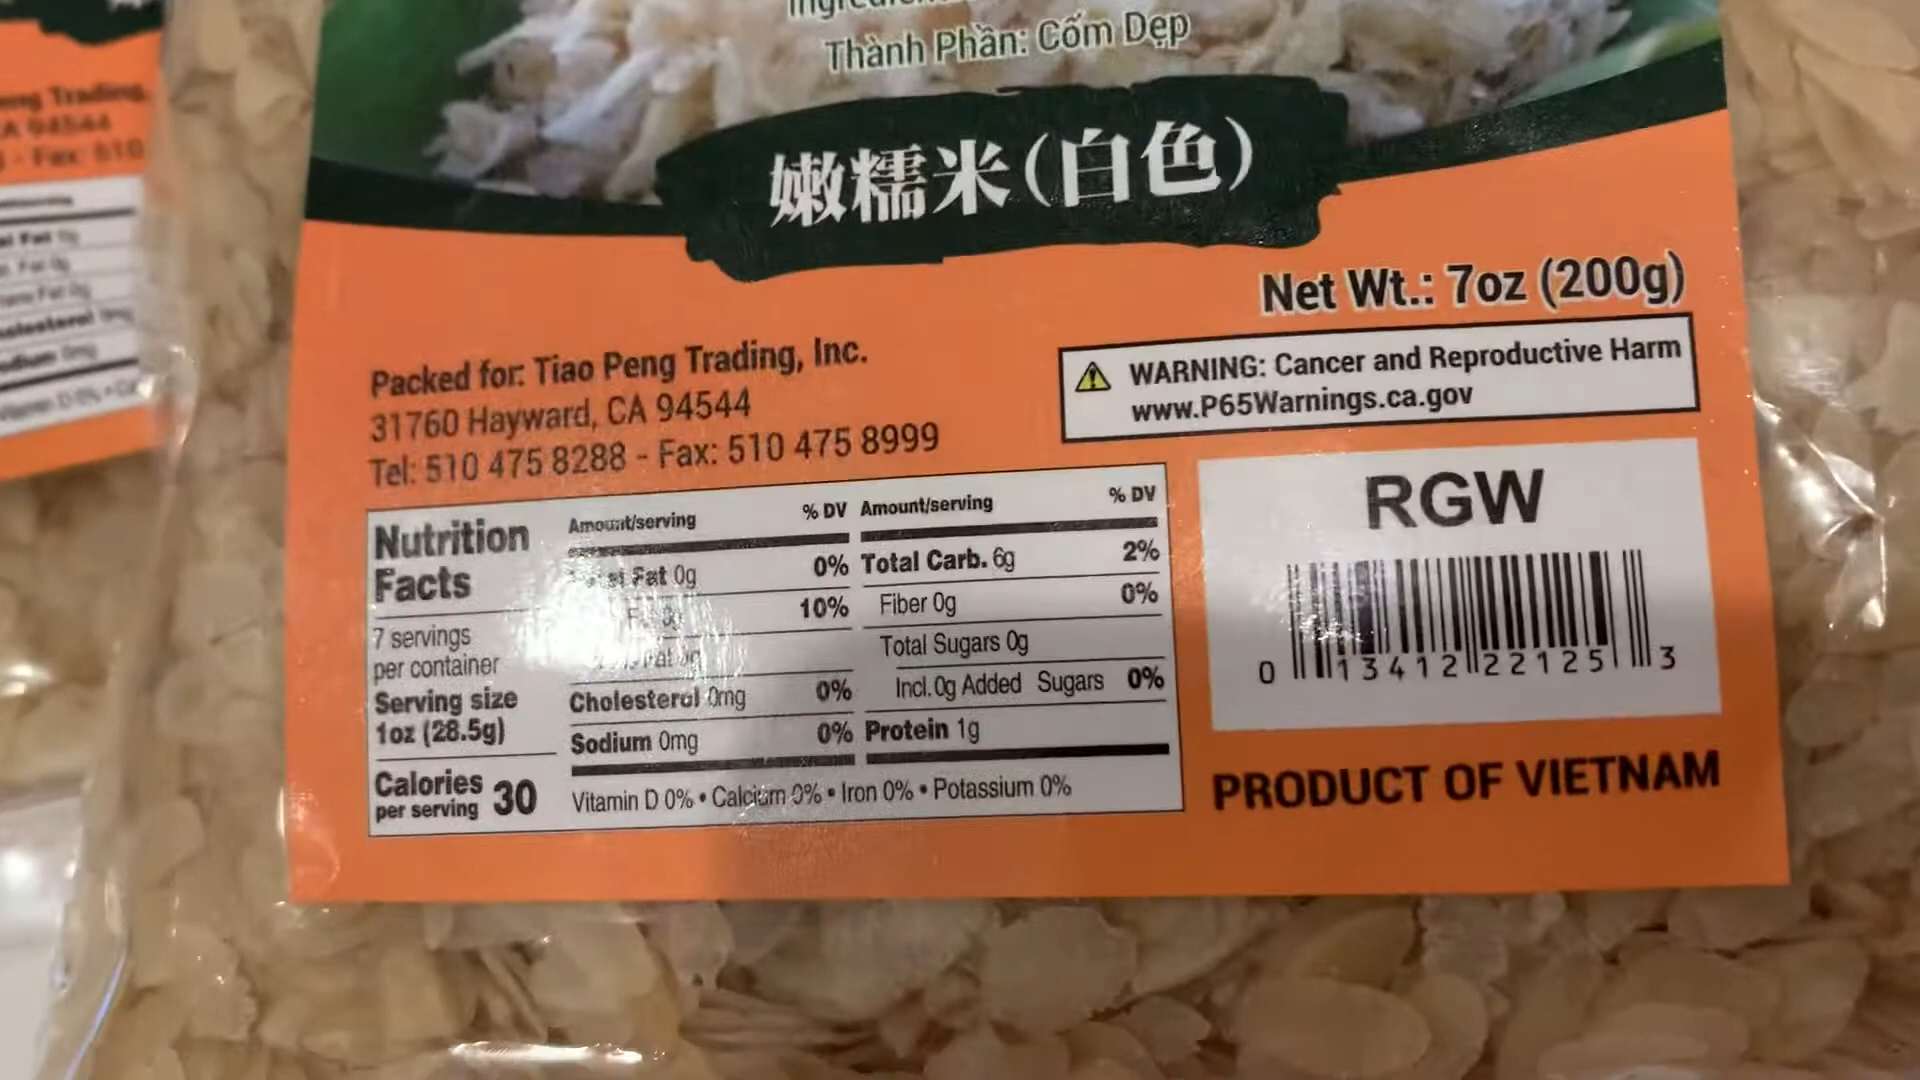 Thành Phần: Cốm Dẹp
嫩糯米(白色)
Net Wt.: 7oz (200g)
WARNING: Cancer and Reproductive Harm
www.P65Warnings.ca.gov
Packed for: Tiao Peng Trading, Inc.
31760 Hayward, CA 94544
Tel: 510 475 8288 - Fax: 510 475 8999
Nutrition
Facts
7 servings
per container
Serving size
1oz (28.5g)
Calories
per serving 30
Amount/serving % DV
Fat 0g 0%
10%
Cholesterol 0mg 0%
Sodium 0mg 0%
Amount/serving % DV
Total Carb. 6g 2%
Fiber 0g 0%
Total Sugars 0g
Incl. 0g Added Sugars 0%
Protein 1g
Vitamin D 0% • Calcium 0% • Iron 0% • Potassium 0%
RGW
0 13412 22125 3
PRODUCT OF VIETNAM